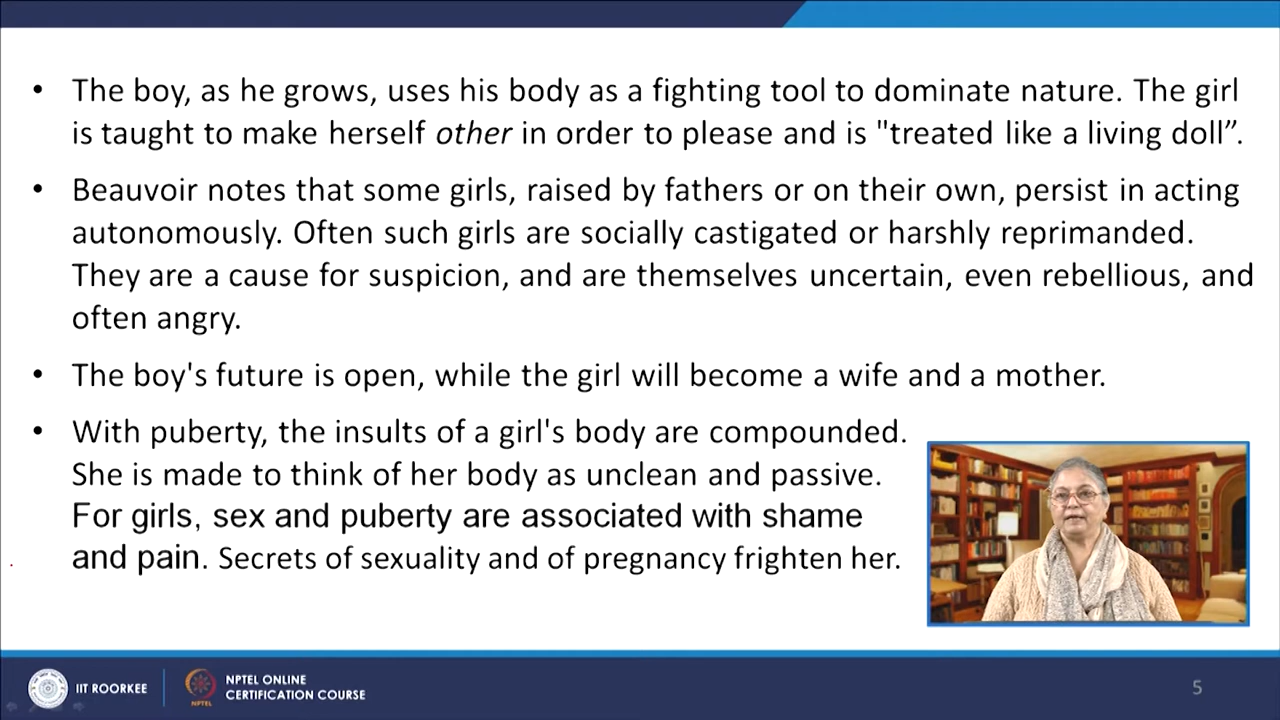 • The boy, as he grows, uses his body as a fighting tool to dominate nature. The girl
is taught to make herself other in order to please and is "treated like a living doll”.
• Beauvoir notes that some girls, raised by fathers or on their own, persist in acting
autonomously. Often such girls are socially castigated or harshly reprimanded.
They are a cause for suspicion, and are themselves uncertain, even rebellious, and
often angry.
• The boy's future is open, while the girl will become a wife and a mother.
• With puberty, the insults of a girl's body are compounded.
She is made to think of her body as unclean and passive.
For girls, sex and puberty are associated with shame
and pain. Secrets of sexuality and of pregnancy frighten her.
IIT ROORKEE
NPTEL
NPTEL ONLINE
CERTIFICATION COURSE
5